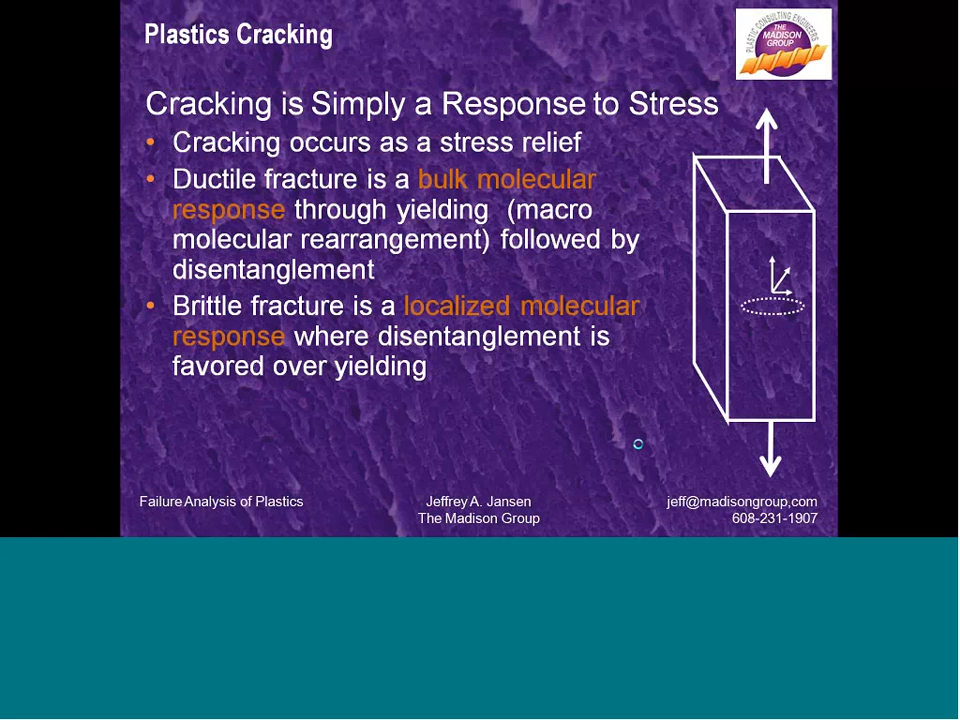 Plastics Cracking
PLASTIC CONSULTING ENGINEERS
THE
MADISON
GROUP
Cracking is Simply a Response to Stress
• Cracking occurs as a stress relief
• Ductile fracture is a bulk molecular
response through yielding (macro
molecular rearrangement) followed by
disentanglement
• Brittle fracture is a localized molecular
response where disentanglement is
favored over yielding
Failure Analysis of Plastics
Jeffrey A. Jansen
The Madison Group
jeff@madisongroup,com
608-231-1907